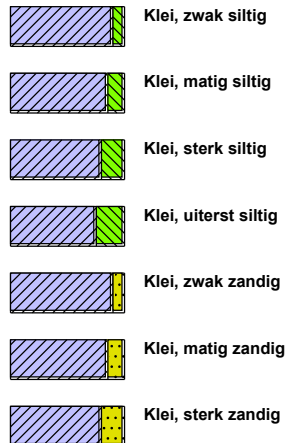 Klei, zwak siltig
Klei, matig siltig
Klei, sterk siltig
Klei, uiterst siltig
Klei, zwak zandig
Klei, matig zandig
Klei, sterk zandig